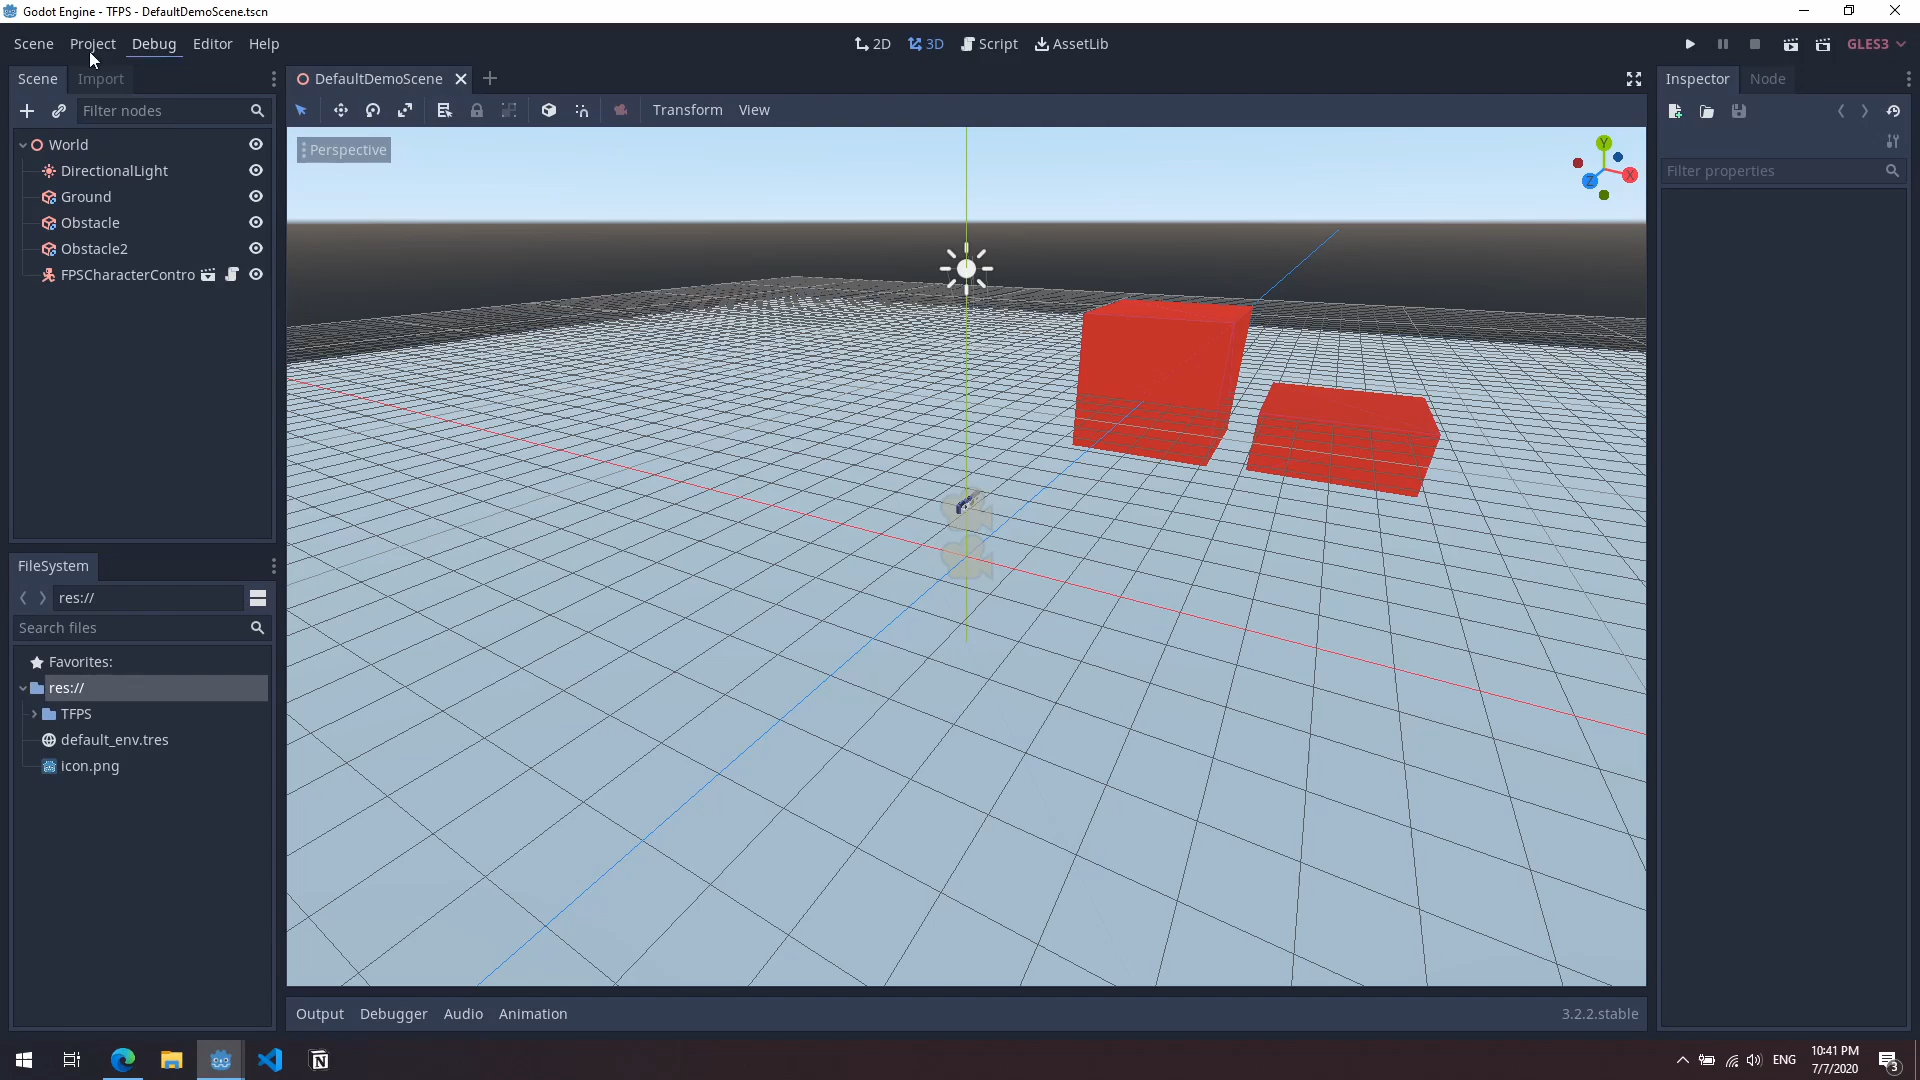 Godot Engine - TFPS - DefaultDemoScene.tscn
Scene Project Debug Editor Help
2D 3D Script AssetLib
GLES3
Scene Import
DefaultDemoScene
Inspector Node
Filter nodes
Transform View
World
DirectionalLight
Ground
Obstacle
Obstacle2
FPSCharacterContro
Perspective
Y
X
Z
Filter properties
FileSystem
res://
Search files
Favorites:
res://
TFPS
default_env.tres
icon.png
Output Debugger Audio Animation
3.2.2.stable
ENG
10:41 PM
7/7/2020
3